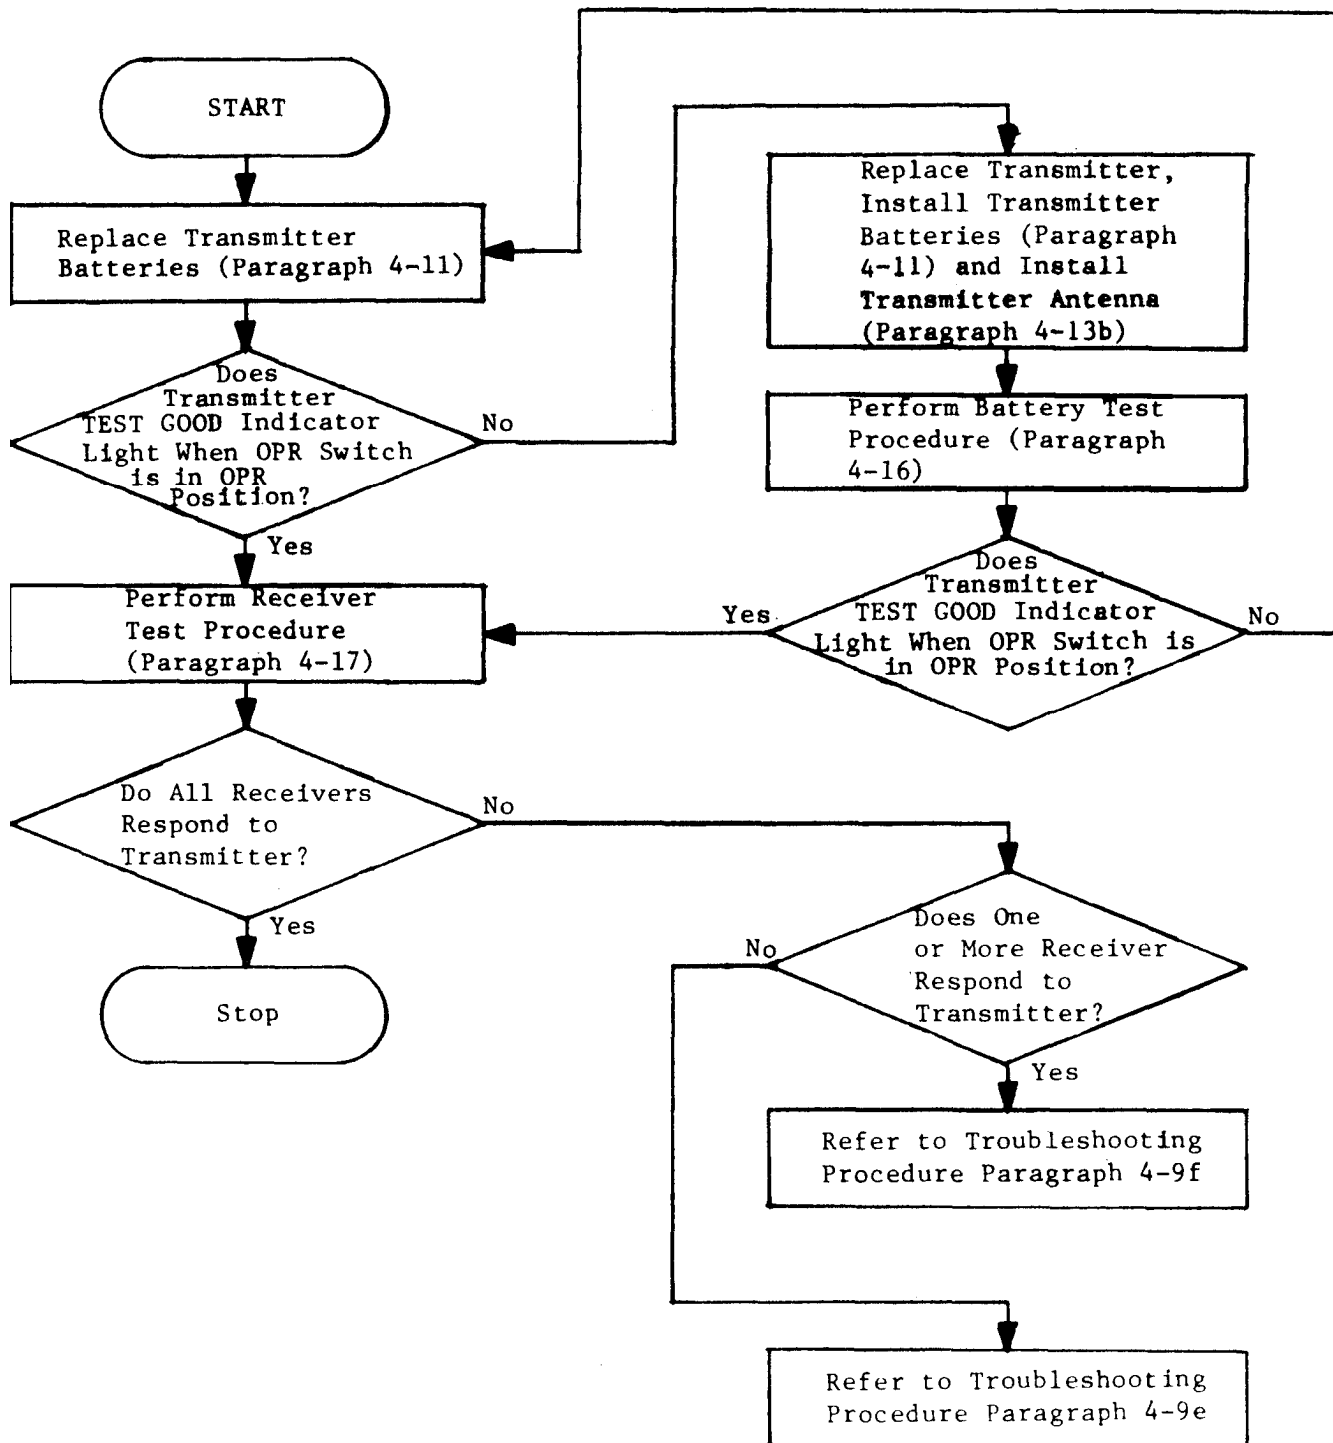 START
Replace Transmitter
Batteries (Paragraph 4-11)
Does
Transmitter
TEST GOOD Indicator
Light When OPR Switch
is in OPR
Position?
No
Yes
Replace Transmitter,
Install Transmitter
Batteries (Paragraph
4-11) and Install
Transmitter Antenna
(Paragraph 4-13b)
Perform Battery Test
Procedure (Paragraph
4-16)
Does
Transmitter
TEST GOOD Indicator
Light When OPR Switch is
in OPR Position?
Yes
No
Perform Receiver
Test Procedure
(Paragraph 4-17)
Do All Receivers
Respond to
Transmitter?
No
Yes
Stop
Does One
or More Receiver
Respond to
Transmitter?
No
Yes
Refer to Troubleshooting
Procedure Paragraph 4-9f
Refer to Troubleshooting
Procedure Paragraph 4-9e